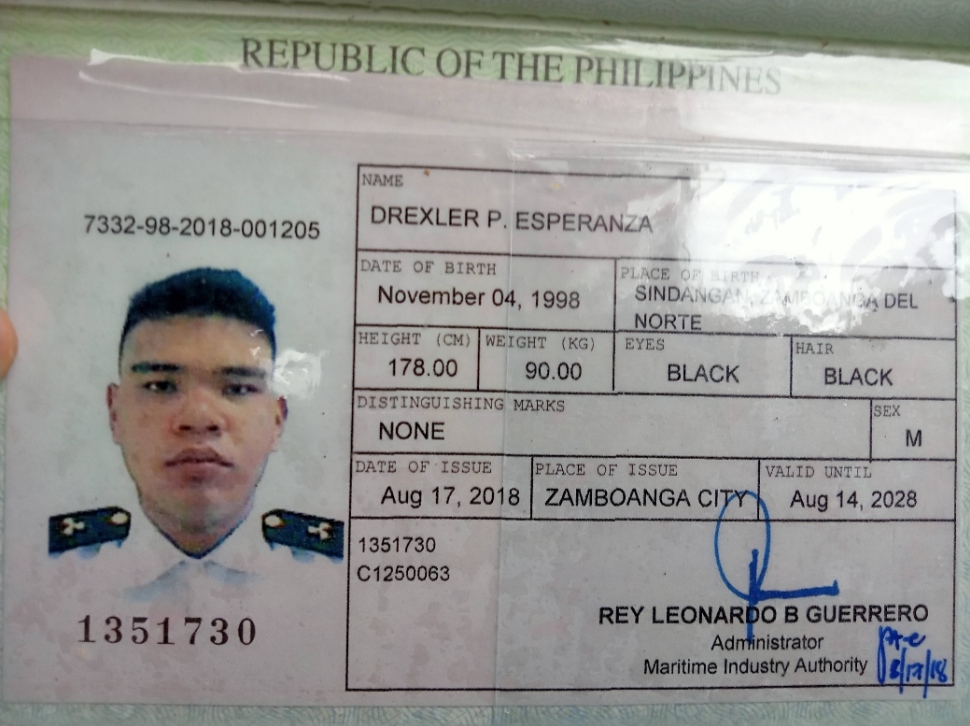 REPUBLIC OF THE PHILIPPINES
7332-98-2018-001205
NAME
DREXLER P. ESPERANZA
DATE OF BIRTH
November 04, 1998
PLACE OF BIRTH
SINDANGAN, ZAMBOANGA DEL
NORTE
HEIGHT (CM)
178.00
WEIGHT (KG)
90.00
EYES
BLACK
HAIR
BLACK
DISTINGUISHING MARKS
NONE
SEX
M
DATE OF ISSUE
Aug 17, 2018
PLACE OF ISSUE
ZAMBOANGA CITY
VALID UNTIL
Aug 14, 2028
1351730
1351730
C1250063
REY LEONARDO B GUERRERO
Administrator
Maritime Industry Authority
8/17/18